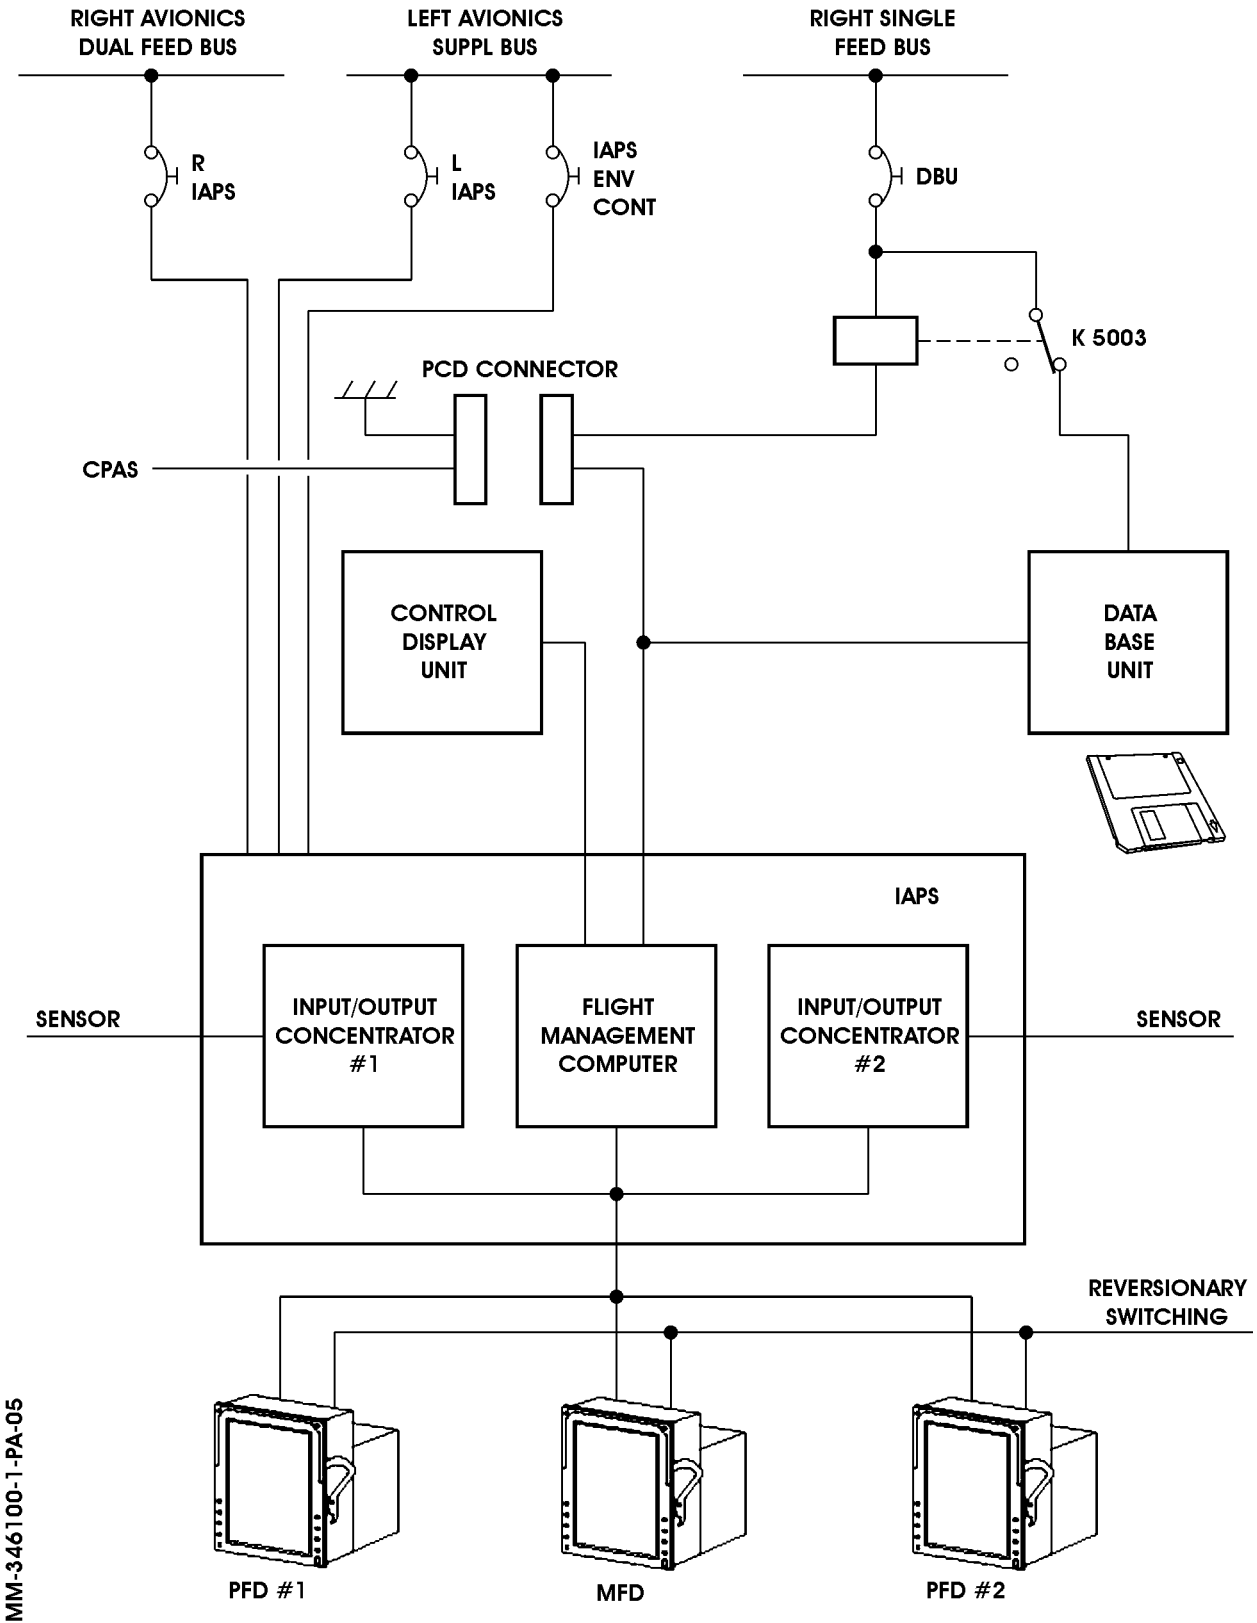 RIGHT AVIONICS
DUAL FEED BUS
LEFT AVIONICS
SUPPL BUS
RIGHT SINGLE
FEED BUS
R
IAPS
L
IAPS
IAPS
ENV
CONT
DBU
K 5003
PCD CONNECTOR
CPAS
CONTROL
DISPLAY
UNIT
DATA
BASE
UNIT
IAPS
INPUT/OUTPUT
CONCENTRATOR
#1
FLIGHT
MANAGEMENT
COMPUTER
INPUT/OUTPUT
CONCENTRATOR
#2
SENSOR
SENSOR
REVERSIONARY
SWITCHING
PFD #1
MFD
PFD #2
MM-346100-1-PA-05